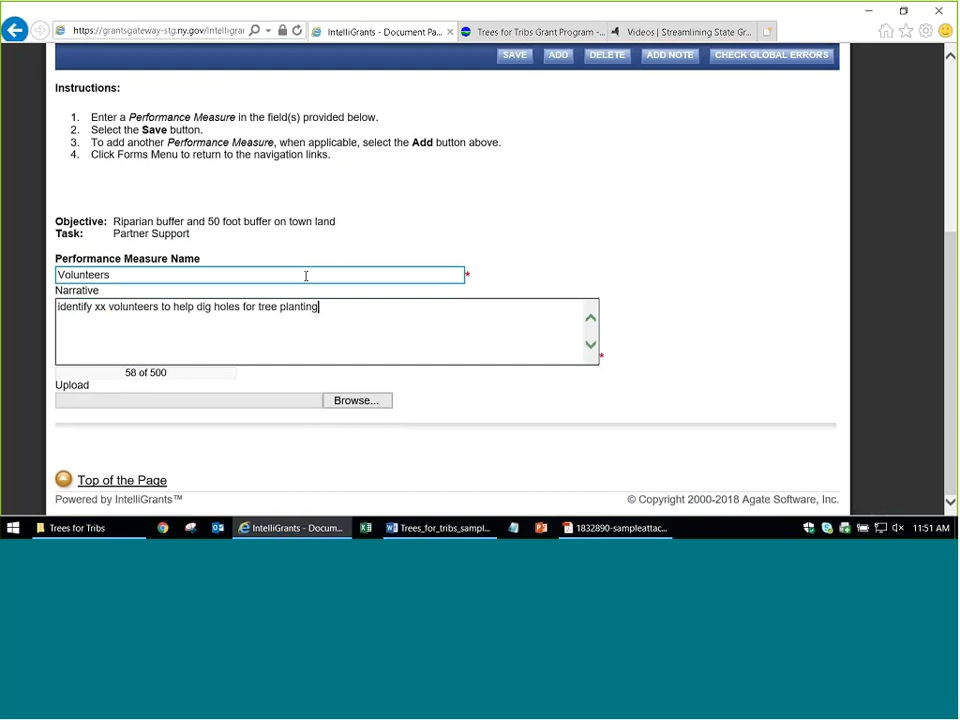 https://grantsgateway-stg.ny.gov/Intelligrar
IntelliGrants - Document Pa...
Trees for Tribs Grant Program -...
Videos | Streamlining State Gr...
SAVE
ADD
DELETE
ADD NOTE
CHECK GLOBAL ERRORS
Instructions:
1. Enter a Performance Measure in the field(s) provided below.
2. Select the Save button.
3. To add another Performance Measure, when applicable, select the Add button above.
4. Click Forms Menu to return to the navigation links.
Objective: Riparian buffer and 50 foot buffer on town land
Task: Partner Support
Performance Measure Name
Volunteers *
Narrative
identify xx volunteers to help dig holes for tree planting
*
58 of 500
Upload
Browse...
Top of the Page
Powered by IntelliGrants™
© Copyright 2000-2018 Agate Software, Inc.
Trees for Tribs
IntelliGrants - Docum...
Trees_for_tribs_sampl...
1832890-sampleattac...
11:51 AM